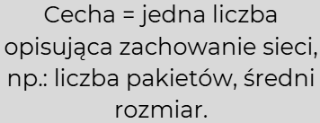 Cecha = jedna liczba
opisująca zachowanie sieci,
np.: liczba pakietów, średni
rozmiar.